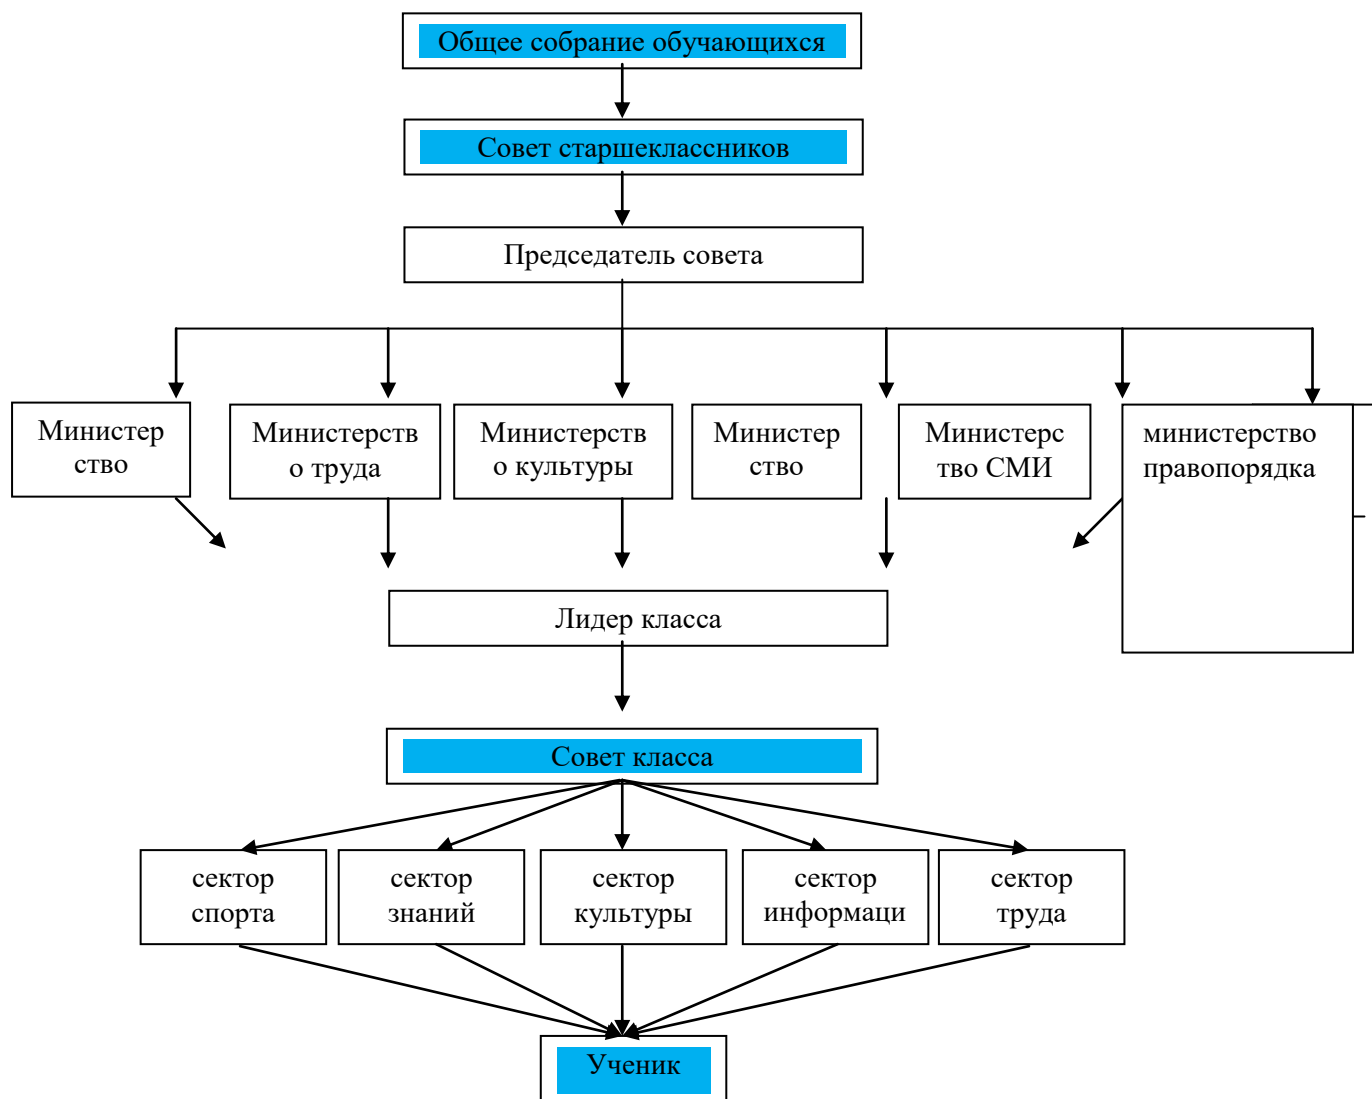 Общее собрание обучающихся
Совет старшеклассников
Председатель совета
Министер
ство
Министерств
о труда
Министерств
о культуры
Министер
ство
Министерс
тво СМИ
министерство
правопорядка
Лидер класса
Совет класса
сектор
спорта
сектор
знаний
сектор
культуры
сектор
информаци
сектор
труда
Ученик